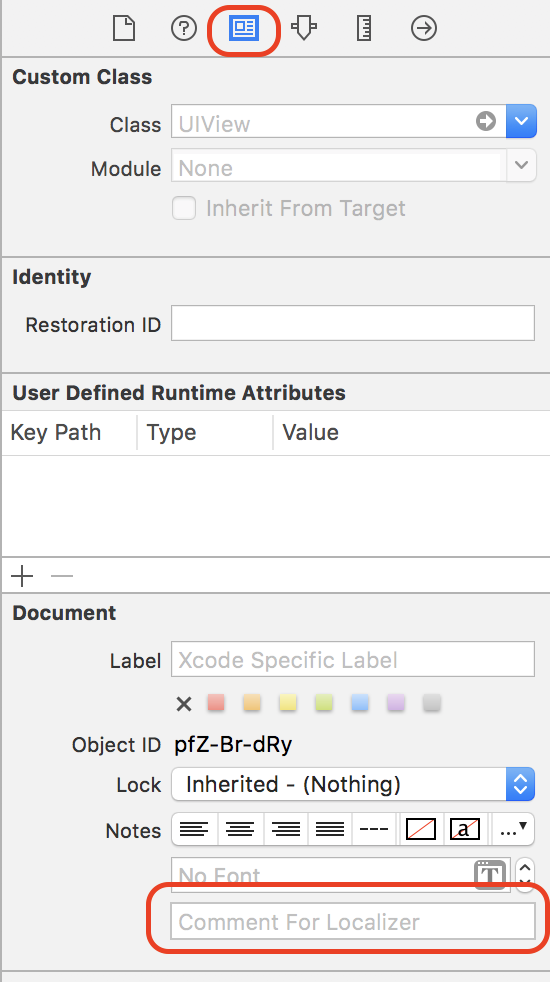 Custom Class
Class UIView
Module None
Inherit From Target
Identity
Restoration ID
User Defined Runtime Attributes
Key Path Type Value
Document
Label Xcode Specific Label
Object ID pfZ-Br-dRy
Lock Inherited - (Nothing)
Notes a ...
No Font T
Comment For Localizer